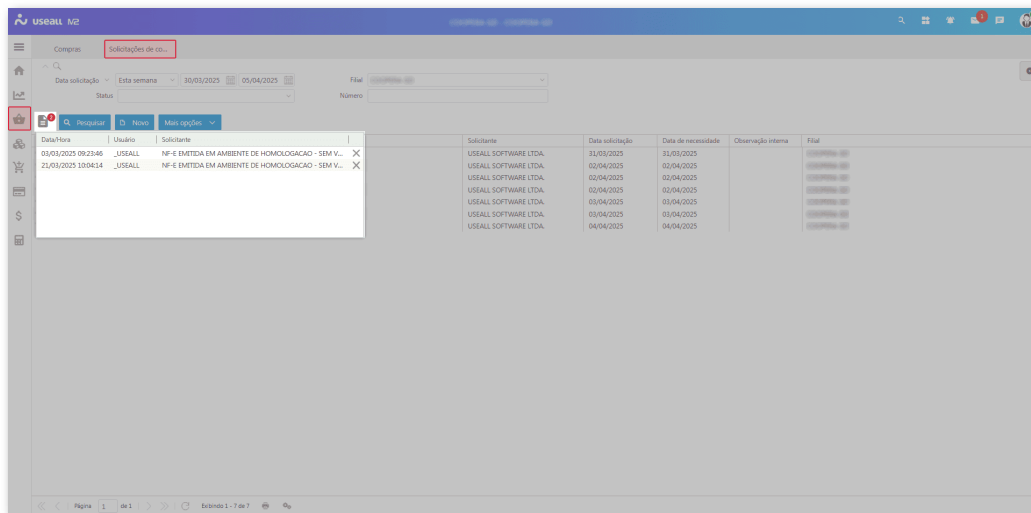 useall M2
1
Compras Solicitações de co...
Data solicitação Esta semana 30/03/2025 05/04/2025 Filial
Status Número
2 Pesquisar Novo Mais opções
Data/Hora Usuário Solicitante Solicitante Data solicitação Data de necessidade Observação interna Filial
03/03/2025 09:23:46 _USEALL NF-E EMITIDA EM AMBIENTE DE HOMOLOGACAO - SEM V... USEALL SOFTWARE LTDA. 31/03/2025 31/03/2025
21/03/2025 10:04:14 _USEALL NF-E EMITIDA EM AMBIENTE DE HOMOLOGACAO - SEM V... USEALL SOFTWARE LTDA. 02/04/2025 02/04/2025
USEALL SOFTWARE LTDA. 02/04/2025 02/04/2025
USEALL SOFTWARE LTDA. 02/04/2025 02/04/2025
USEALL SOFTWARE LTDA. 03/04/2025 03/04/2025
USEALL SOFTWARE LTDA. 03/04/2025 03/04/2025
USEALL SOFTWARE LTDA. 04/04/2025 04/04/2025
Página 1 de 1 Exibindo 1 - 7 de 7